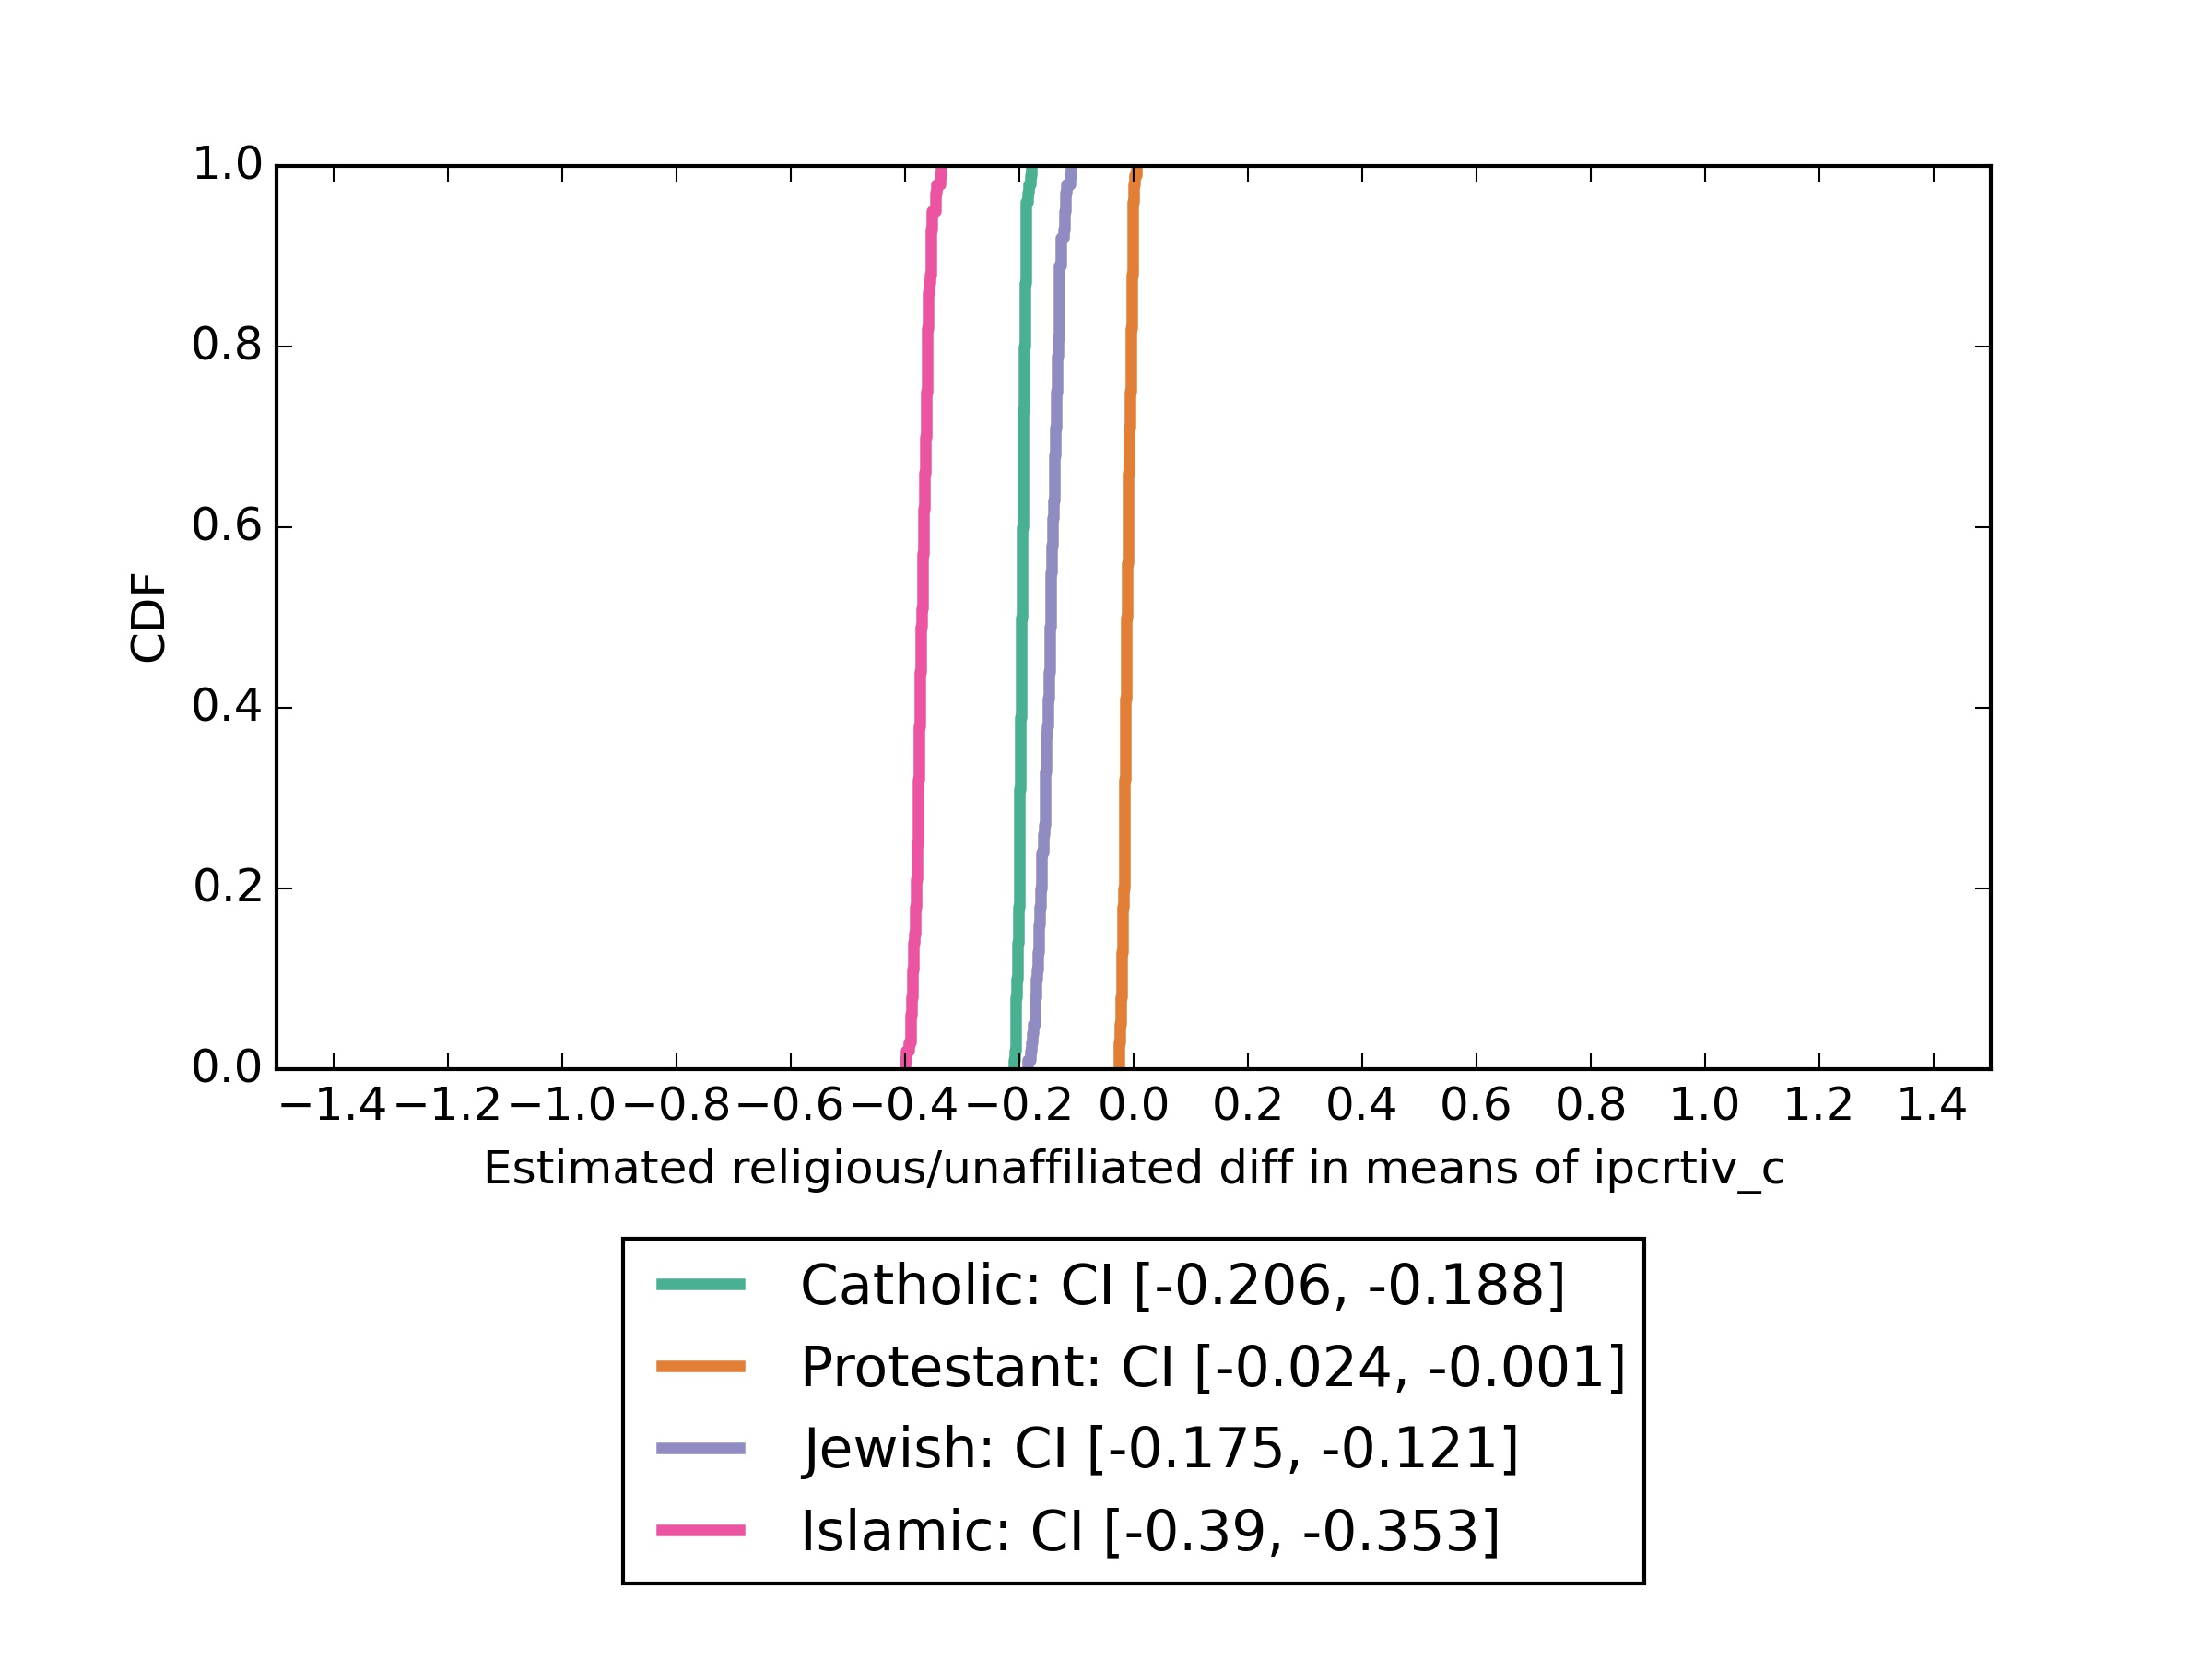 1.0
0.8
0.6
0.4
0.2
0.0
CDF
−1.4 −1.2 −1.0 −0.8 −0.6 −0.4 −0.2 0.0 0.2 0.4 0.6 0.8 1.0 1.2 1.4
Estimated religious/unaffiliated diff in means of ipcrtiv_c
Catholic: CI [-0.206, -0.188]
Protestant: CI [-0.024, -0.001]
Jewish: CI [-0.175, -0.121]
Islamic: CI [-0.39, -0.353]